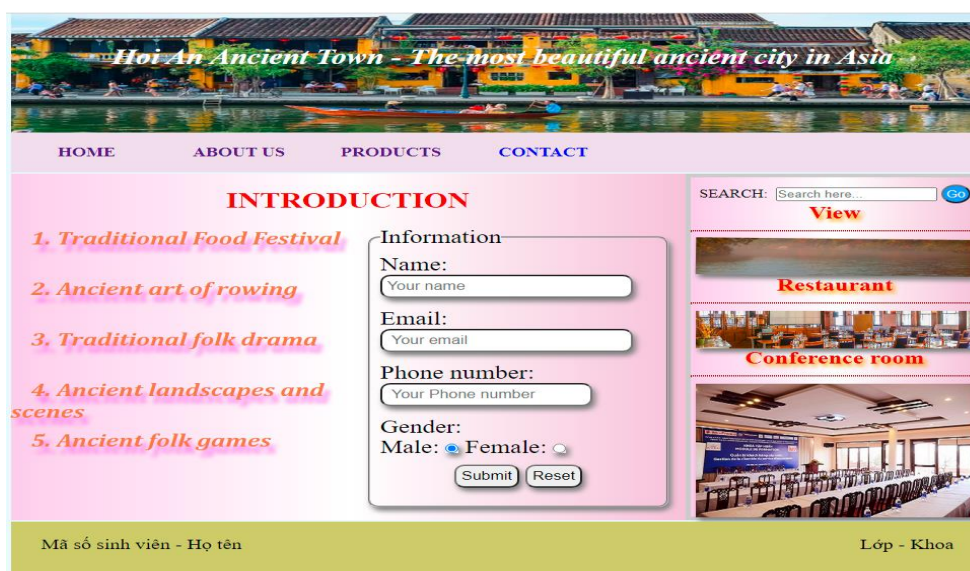 Hoi An Ancient Town - The most beautiful ancient city in Asia
HOME ABOUT US PRODUCTS CONTACT
INTRODUCTION
1. Traditional Food Festival
2. Ancient art of rowing
3. Traditional folk drama
4. Ancient landscapes and
scenes
5. Ancient folk games
Information
Name:
Your name
Email:
Your email
Phone number:
Your Phone number
Gender:
Male: Female:
Submit Reset
SEARCH: Search here... Go
View
Restaurant
Conference room
Mã số sinh viên - Họ tên
Lớp - Khoa